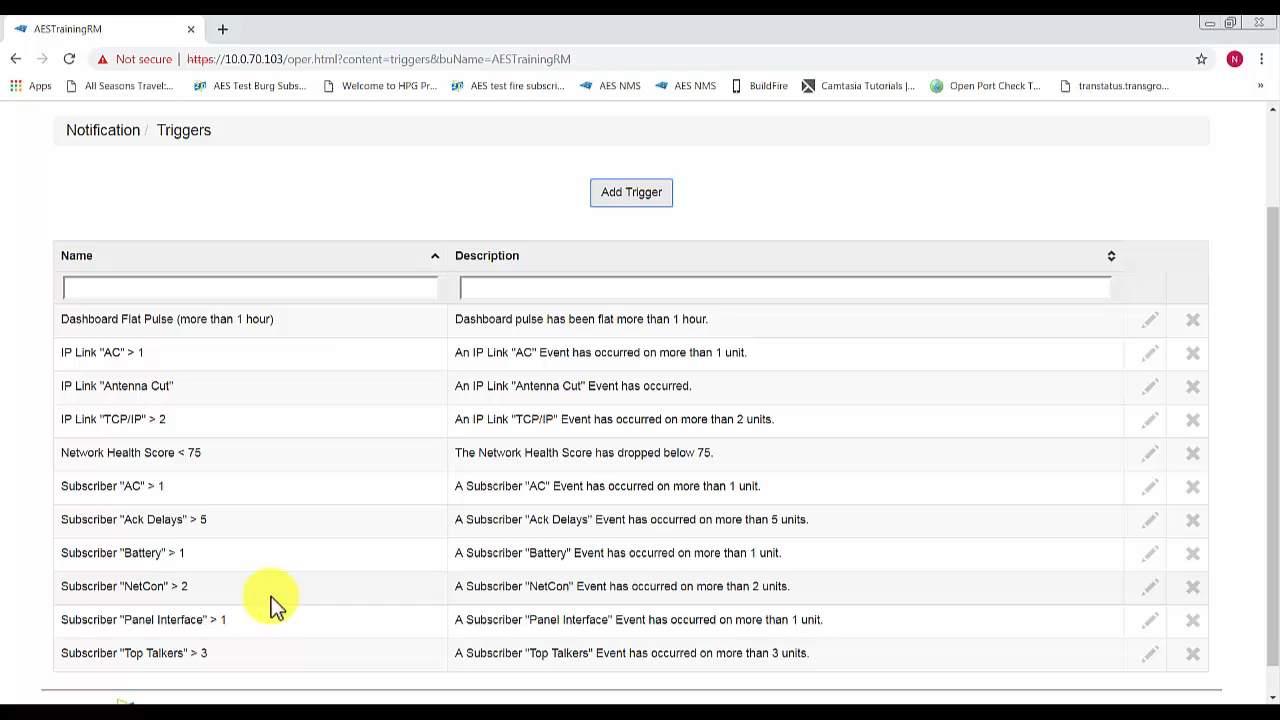 AESTrainingRM
Not secure | https://10.0.70.103/oper.html?content=triggers&buName=AESTrainingRM
N
Apps All Seasons Travel:... AES Test Burg Subs... Welcome to HPG Pr... AES test fire subscri... AES NMS AES NMS BuildFire Camtasia Tutorials |... Open Port Check T... transtatus.transgro... »
Notification / Triggers
Add Trigger
Name Description
Dashboard Flat Pulse (more than 1 hour) Dashboard pulse has been flat more than 1 hour.
IP Link "AC" > 1 An IP Link "AC" Event has occurred on more than 1 unit.
IP Link "Antenna Cut" An IP Link "Antenna Cut" Event has occurred.
IP Link "TCP/IP" > 2 An IP Link "TCP/IP" Event has occurred on more than 2 units.
Network Health Score < 75 The Network Health Score has dropped below 75.
Subscriber "AC" > 1 A Subscriber "AC" Event has occurred on more than 1 unit.
Subscriber "Ack Delays" > 5 A Subscriber "Ack Delays" Event has occurred on more than 5 units.
Subscriber "Battery" > 1 A Subscriber "Battery" Event has occurred on more than 1 unit.
Subscriber "NetCon" > 2 A Subscriber "NetCon" Event has occurred on more than 2 units.
Subscriber "Panel Interface" > 1 A Subscriber "Panel Interface" Event has occurred on more than 1 unit.
Subscriber "Top Talkers" > 3 A Subscriber "Top Talkers" Event has occurred on more than 3 units.